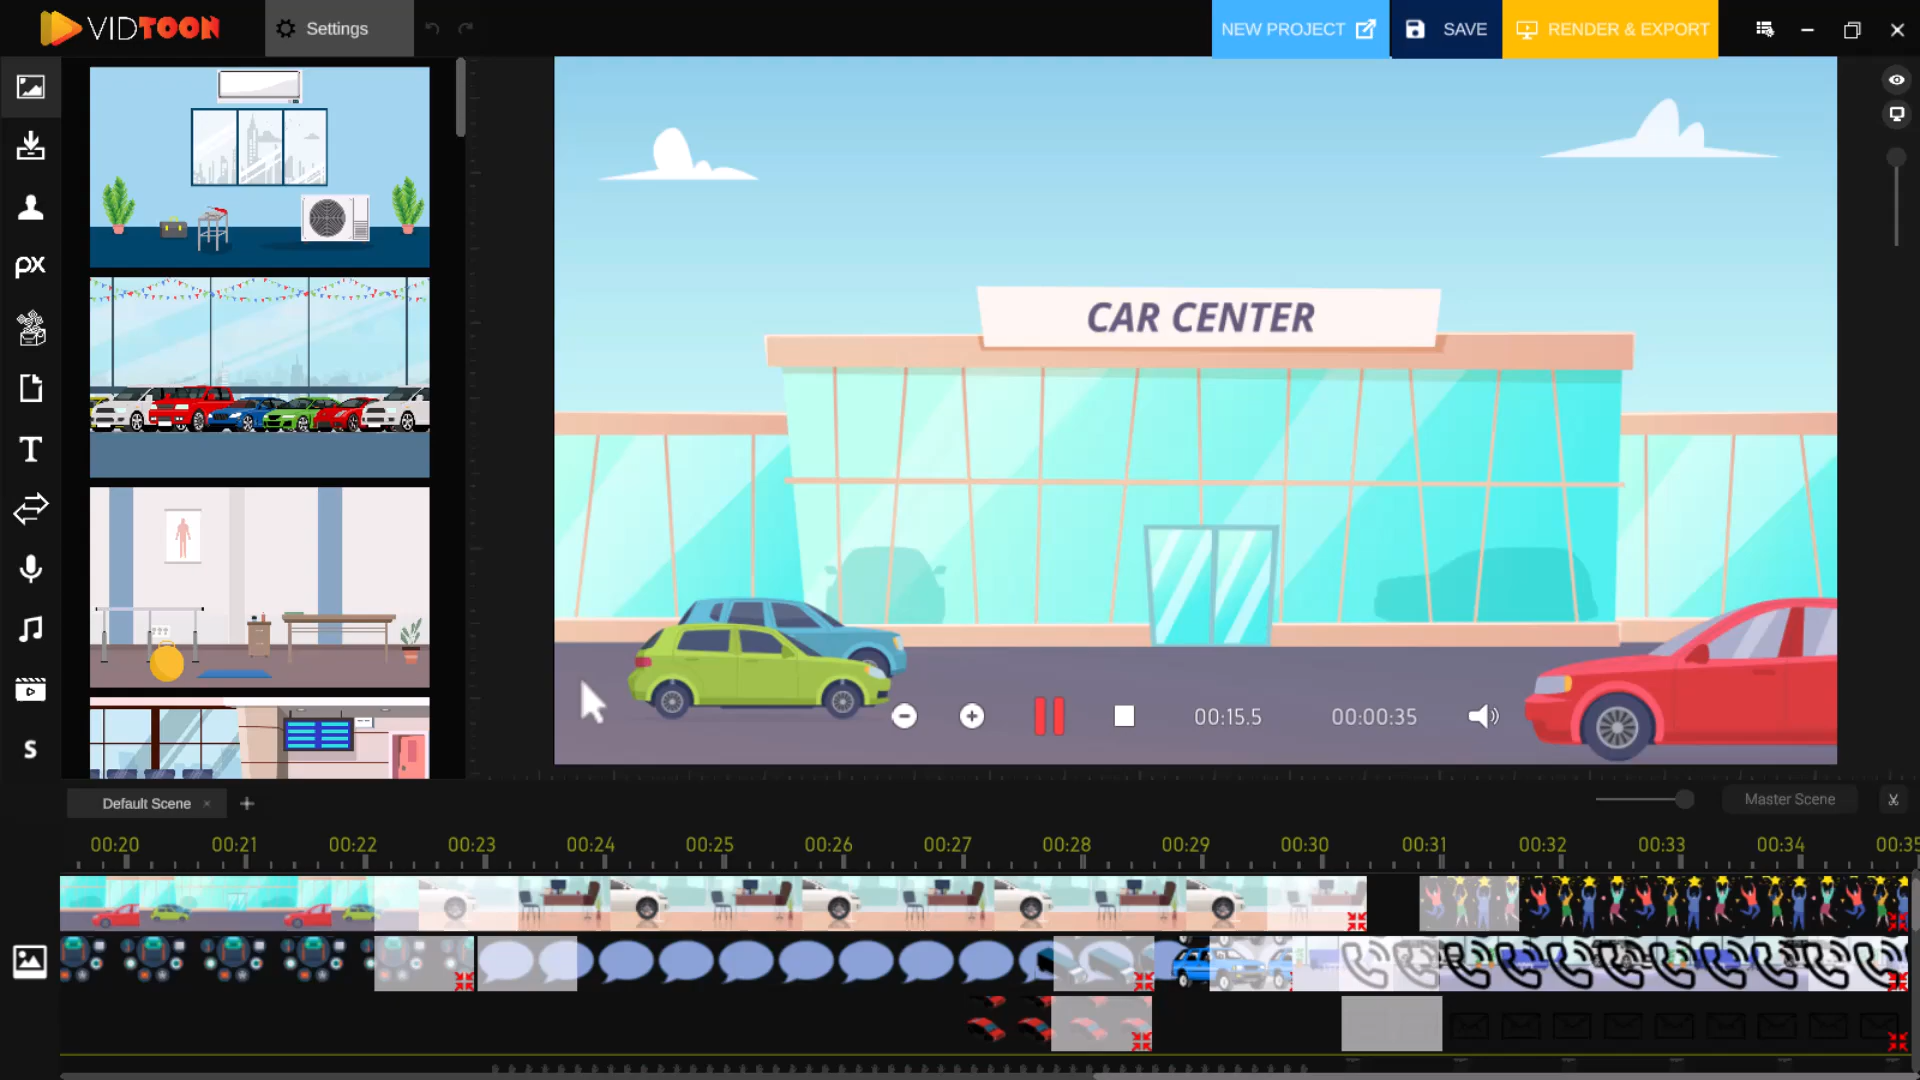 VIDTOON
Settings
NEW PROJECT
SAVE
RENDER & EXPORT
px
T
S
CAR CENTER
00:15.5
00:00:35
Default Scene
Master Scene
00:20 00:21 00:22 00:23 00:24 00:25 00:26 00:27 00:28 00:29 00:30 00:31 00:32 00:33 00:34 00:35